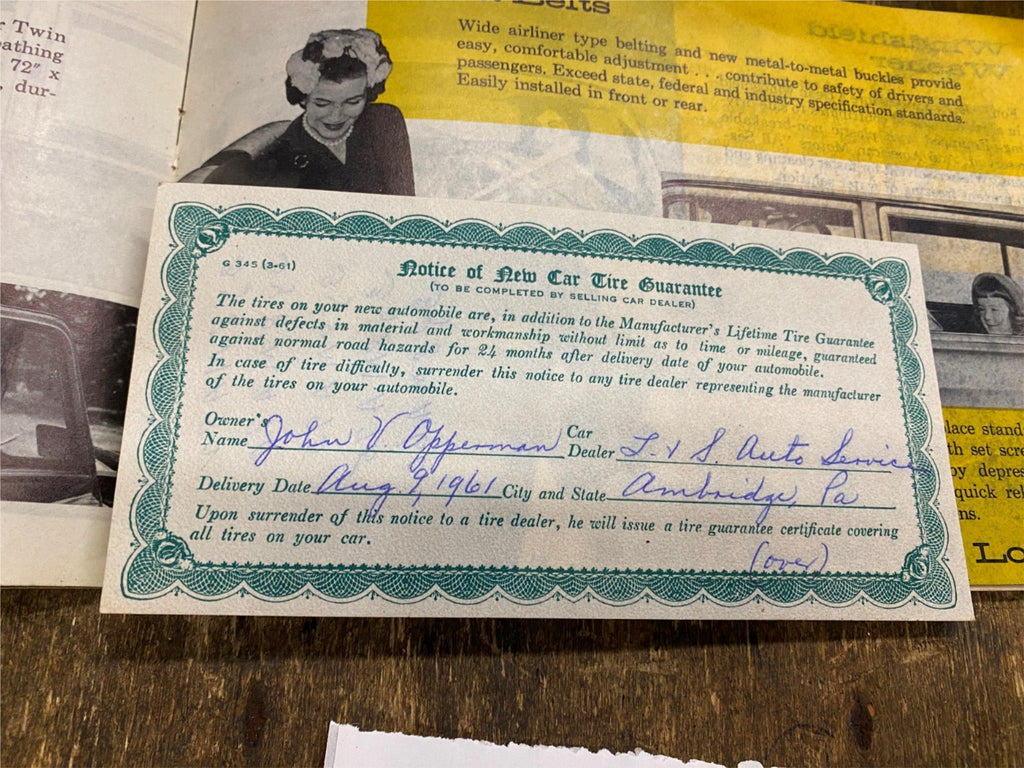 r Twin
eathing
72" x
, dur-
Belts
Wide airliner type belting and new metal-to-metal buckles provide
easy, comfortable adjustment . . . contribute to safety of drivers and
passengers. Exceed state, federal and industry specification standards.
Easily installed in front or rear.
G 345 (3-61)
Notice of New Car Tire Guarantee
(TO BE COMPLETED BY SELLING CAR DEALER)
The tires on your new automobile are, in addition to the Manufacturer's Lifetime Tire Guarantee
against defects in material and workmanship without limit as to time or mileage, guaranteed
against normal road hazards for 24 months after delivery date of your automobile.
In case of tire difficulty, surrender this notice to any tire dealer representing the manufacturer
of the tires on your automobile.
Owner's Name John V Opperman Car Dealer L. & S. Auto Service
Delivery Date Aug. 9, 1961 City and State Ambridge, Pa
Upon surrender of this notice to a tire dealer, he will issue a tire guarantee certificate covering
all tires on your car.
(over)
lace stand
th set scre
by depres
quick rel
ns.
Lo